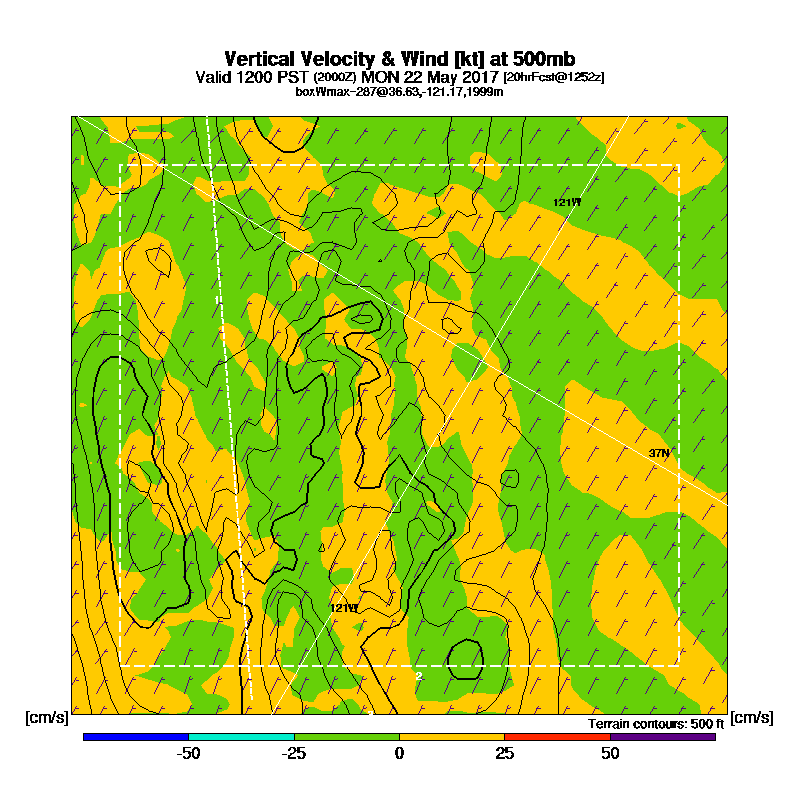 Vertical Velocity & Wind [kt] at 500mb
Valid 1200 PST (2000Z) MON 22 May 2017 [20hrFcst@1252z]
boxWmax-287@36.63,-121.17,1999m
121W
1
37N
121W
2
[cm/s] Terrain contours: 500 ft [cm/s]
-50 -25 0 25 50